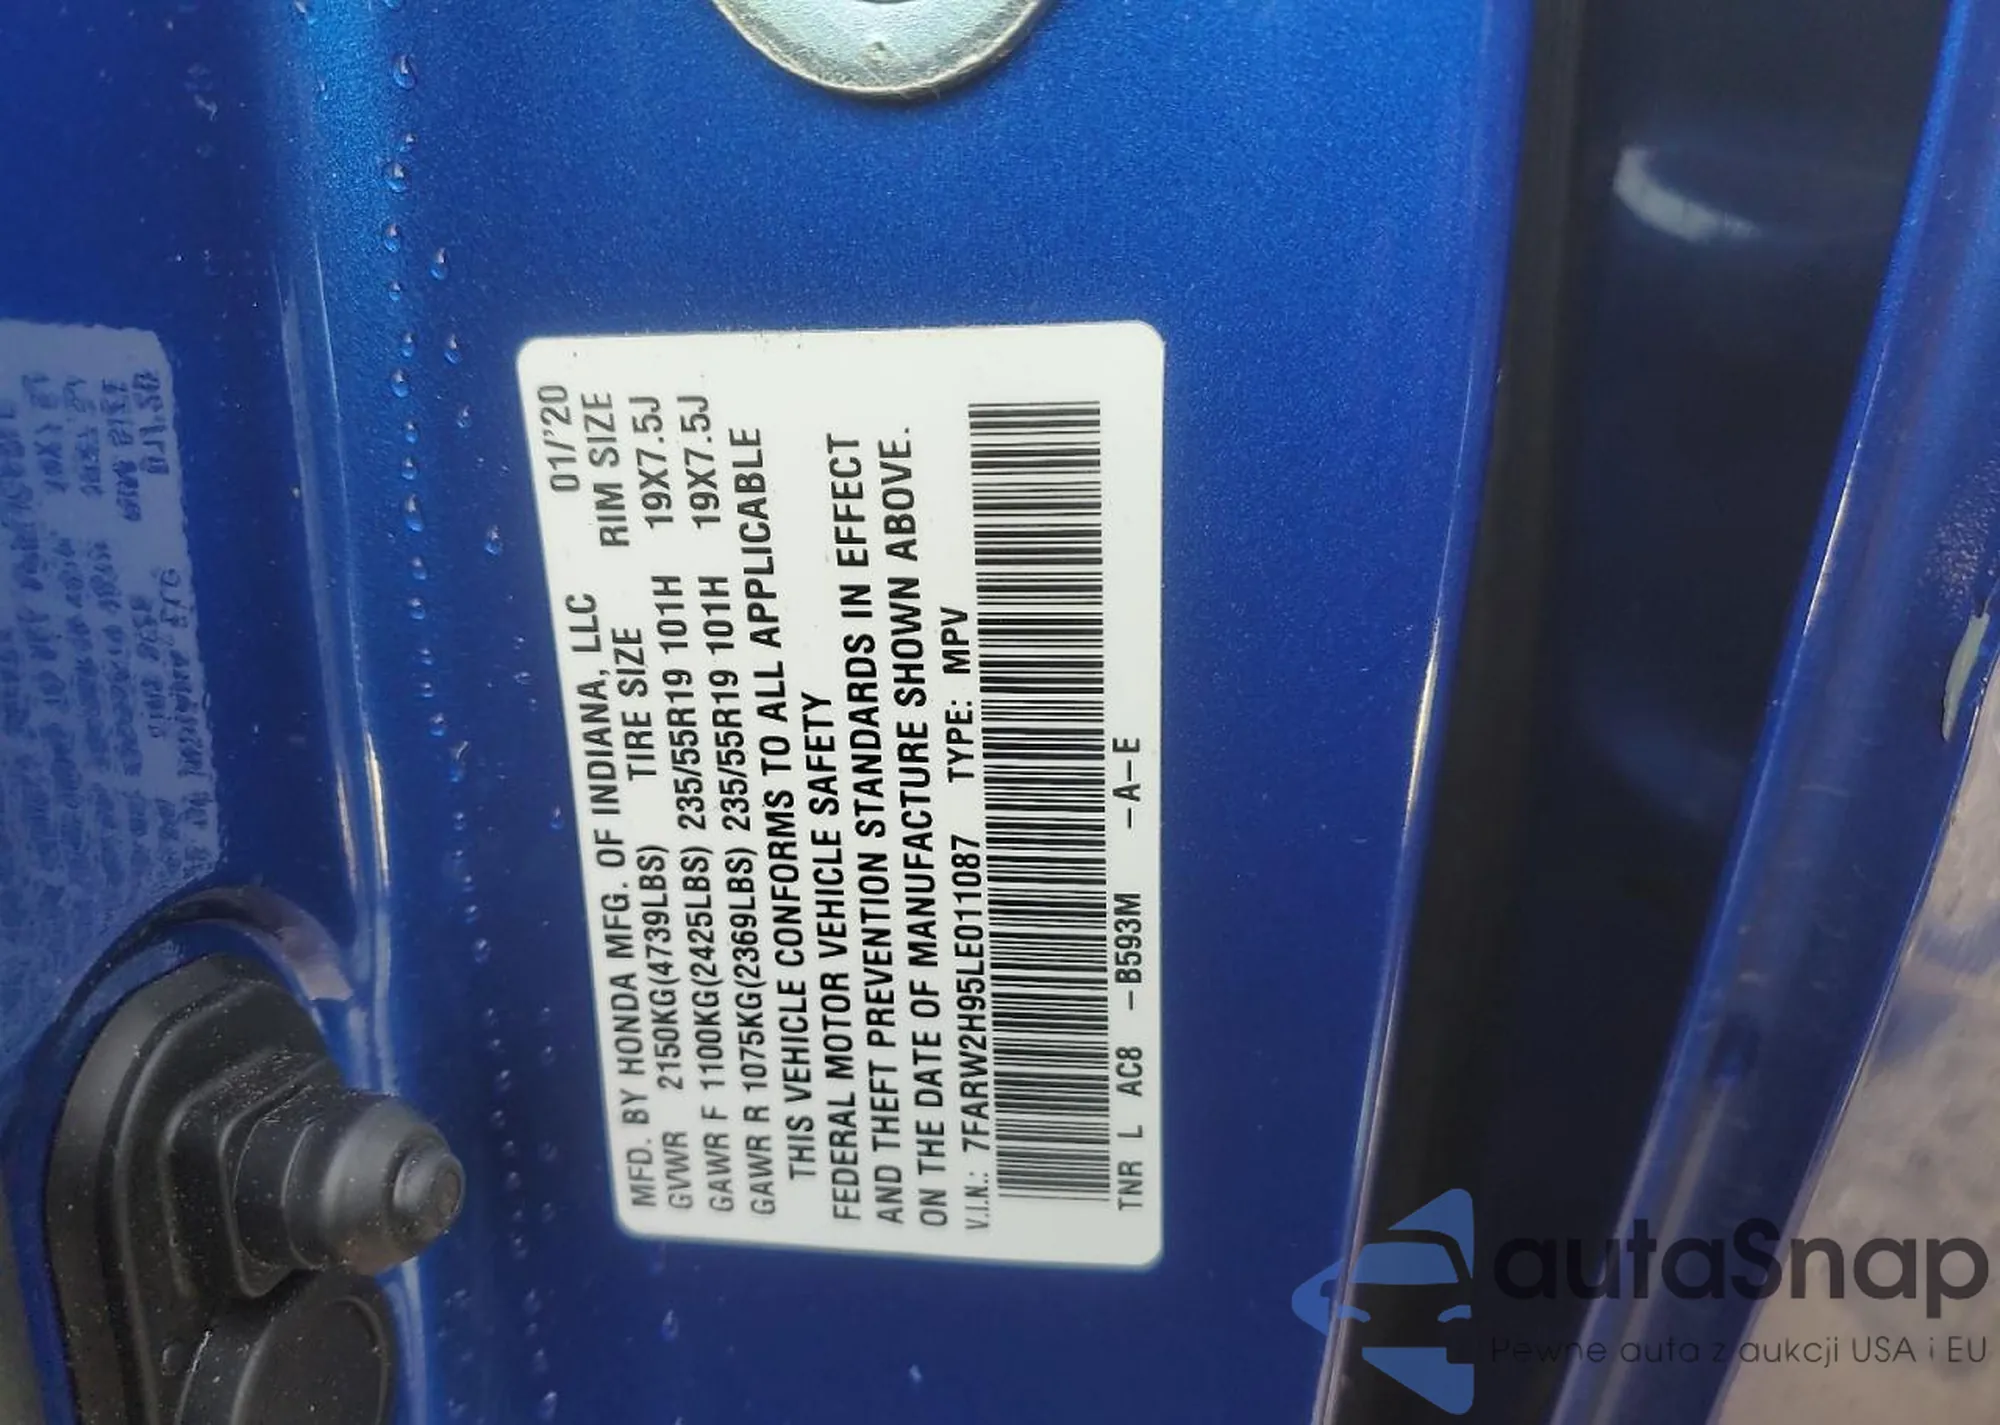 MFD. BY HONDA MFG. OF INDIANA, LLC 01/'20
TIRE SIZE RIM SIZE
GVWR 2150KG(4739LBS)
GAWR F 1100KG(2425LBS) 235/55R19 101H 19X7.5J
GAWR R 1075KG(2369LBS) 235/55R19 101H 19X7.5J
THIS VEHICLE CONFORMS TO ALL APPLICABLE
FEDERAL MOTOR VEHICLE SAFETY
AND THEFT PREVENTION STANDARDS IN EFFECT
ON THE DATE OF MANUFACTURE SHOWN ABOVE.
V.I.N.: 7FARW2H95LE011087 TYPE: MPV
TNR L AC8 –B593M –A–E
autaSnap
Pewne auta z aukcji USA i EU